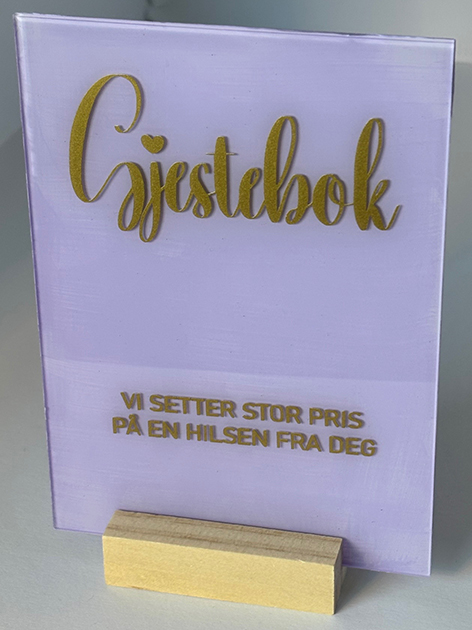 Gjestebok
VI SETTER STOR PRIS
PÅ EN HILSEN FRA DEG